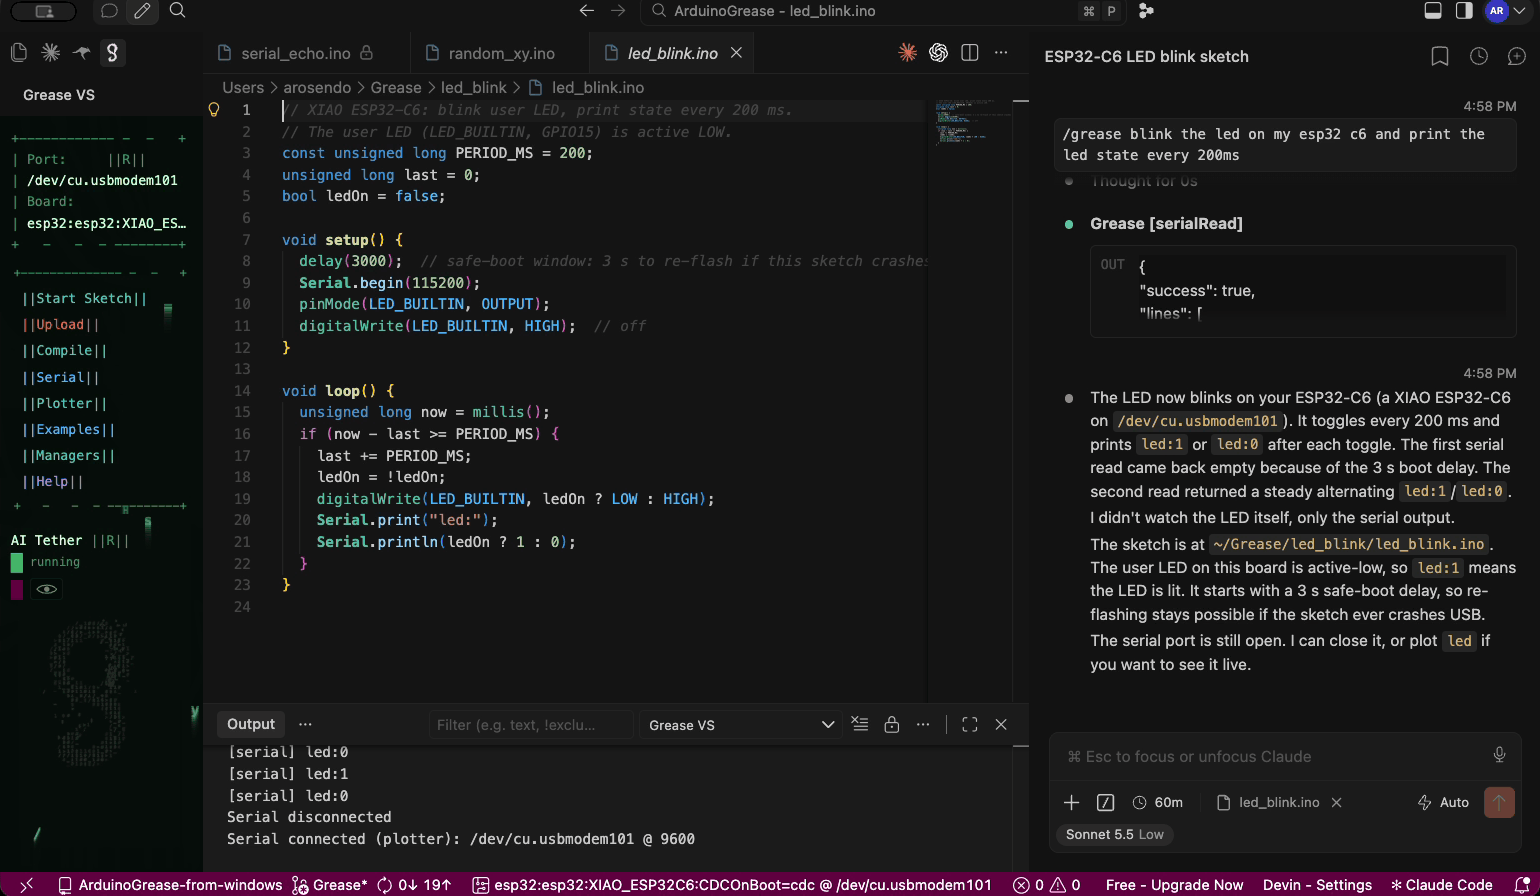 ArduinoGrease - led_blink.ino
⌘ P
AR
Grease VS
Port: ||R||
/dev/cu.usbmodem101
Board:
esp32:esp32:XIAO_ES…
||Start Sketch||
||Upload||
||Compile||
||Serial||
||Plotter||
||Examples||
||Managers||
||Help||
AI Tether ||R||
running
serial_echo.ino
random_xy.ino
led_blink.ino
Users > arosendo > Grease > led_blink > led_blink.ino
1 // XIAO ESP32-C6: blink user LED, print state every 200 ms.
2 // The user LED (LED_BUILTIN, GPIO15) is active LOW.
3 const unsigned long PERIOD_MS = 200;
4 unsigned long last = 0;
5 bool ledOn = false;
6
7 void setup() {
8 delay(3000); // safe-boot window: 3 s to re-flash if this sketch crashes
9 Serial.begin(115200);
10 pinMode(LED_BUILTIN, OUTPUT);
11 digitalWrite(LED_BUILTIN, HIGH); // off
12 }
13
14 void loop() {
15 unsigned long now = millis();
16 if (now - last >= PERIOD_MS) {
17 last += PERIOD_MS;
18 ledOn = !ledOn;
19 digitalWrite(LED_BUILTIN, ledOn ? LOW : HIGH);
20 Serial.print("led:");
21 Serial.println(ledOn ? 1 : 0);
22 }
23 }
24
Output
Filter (e.g. text, !exclu...
Grease VS
[serial] led:0
[serial] led:1
[serial] led:0
Serial disconnected
Serial connected (plotter): /dev/cu.usbmodem101 @ 9600
ESP32-C6 LED blink sketch
4:58 PM
/grease blink the led on my esp32 c6 and print the
led state every 200ms
Thought for 0s
Grease [serialRead]
OUT {
"success": true,
"lines": [
4:58 PM
The LED now blinks on your ESP32-C6 (a XIAO ESP32-C6
on /dev/cu.usbmodem101). It toggles every 200 ms and
prints led:1 or led:0 after each toggle. The first serial
read came back empty because of the 3 s boot delay. The
second read returned a steady alternating led:1/led:0.
I didn't watch the LED itself, only the serial output.
The sketch is at ~/Grease/led_blink/led_blink.ino.
The user LED on this board is active-low, so led:1 means
the LED is lit. It starts with a 3 s safe-boot delay, so re-
flashing stays possible if the sketch ever crashes USB.
The serial port is still open. I can close it, or plot led if
you want to see it live.
⌘ Esc to focus or unfocus Claude
60m
led_blink.ino
Auto
Sonnet 5.5 Low
ArduinoGrease-from-windows
Grease*
0↓ 19↑
esp32:esp32:XIAO_ESP32C6:CDCOnBoot=cdc @ /dev/cu.usbmodem101
0
0
Free - Upgrade Now
Devin - Settings
Claude Code